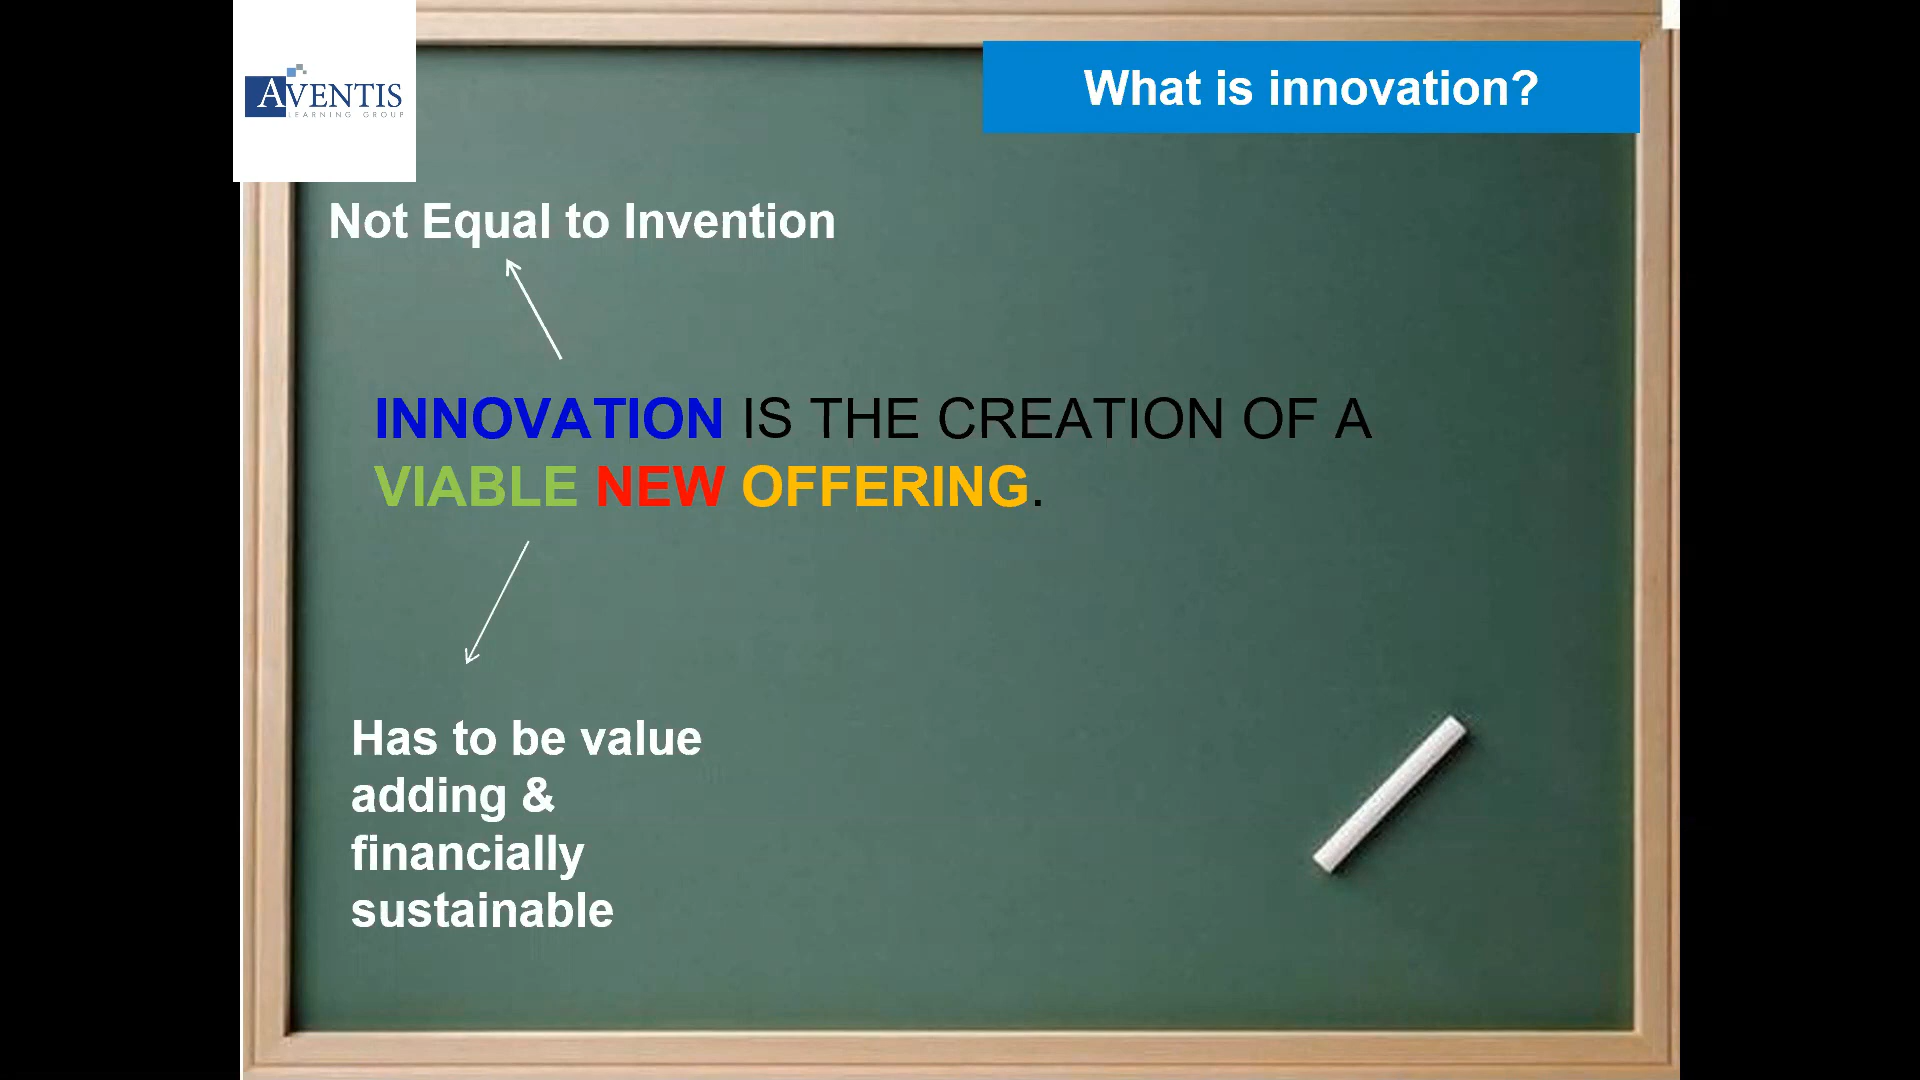 AVENTIS
LEARNING GROUP
What is innovation?
Not Equal to Invention
INNOVATION IS THE CREATION OF A
VIABLE NEW OFFERING.
Has to be value
adding &
financially
sustainable